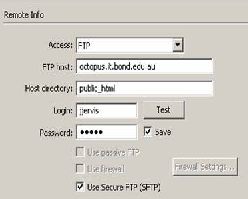 Remote Info
Access: FTP
FTP host: octopus.it.bond.edu.au
Host directory: public_html
Login: jjervis Test
Password: ●●●●● Save
Use passive FTP
Use firewall Firewall Settings ...
Use Secure FTP (SFTP)